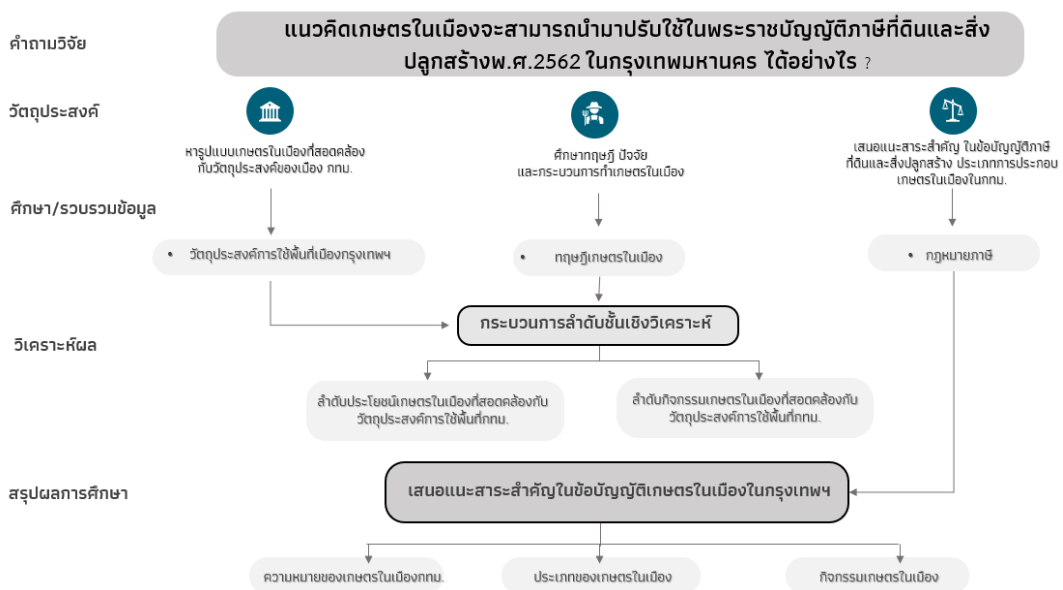 คำถามวิจัย
แนวคิดเกษตรในเมืองจะสามารถนำมาปรับใช้ในพระราชบัญญัติภาษีที่ดินและสิ่ง
ปลูกสร้างพ.ศ.2562 ในกรุงเทพมหานคร ได้อย่างไร ?
วัตถุประสงค์
หารูปแบบเกษตรในเมืองที่สอดคล้อง
กับวัตถุประสงค์ของเมือง กทม.
ศึกษาทฤษฎี ปัจจัย
และกระบวนการทำเกษตรในเมือง
เสนอแนะสาระสำคัญ ในข้อบัญญัติภาษี
ที่ดินและสิ่งปลูกสร้าง ประเภทการประกอบ
เกษตรในเมืองในกทม.
ศึกษา/รวบรวมข้อมูล
• วัตถุประสงค์การใช้พื้นที่เมืองกรุงเทพฯ
• ทฤษฎีเกษตรในเมือง
• กฎหมายภาษี
กระบวนการลำดับชั้นเชิงวิเคราะห์
วิเคราะห์ผล
ลำดับประโยชน์เกษตรในเมืองที่สอดคล้องกับ
วัตถุประสงค์การใช้พื้นที่กทม.
ลำดับกิจกรรมเกษตรในเมืองที่สอดคล้องกับ
วัตถุประสงค์การใช้พื้นที่กทม.
สรุปผลการศึกษา
เสนอแนะสาระสำคัญในข้อบัญญัติเกษตรในเมืองในกรุงเทพฯ
ความหมายของเกษตรในเมืองกทม.
ประเภทของเกษตรในเมือง
กิจกรรมเกษตรในเมือง